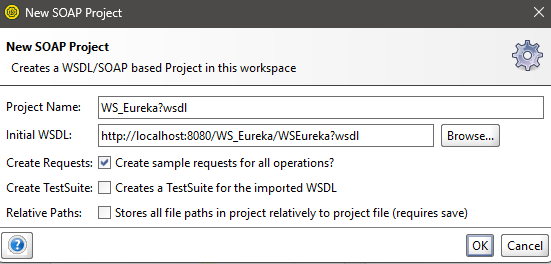 New SOAP Project
New SOAP Project
Creates a WSDL/SOAP based Project in this workspace
Project Name: WS_Eureka?wsdl
Initial WSDL: http://localhost:8080/WS_Eureka/WSEureka?wsdl Browse...
Create Requests: Create sample requests for all operations?
Create TestSuite: Creates a TestSuite for the imported WSDL
Relative Paths: Stores all file paths in project relatively to project file (requires save)
? OK Cancel